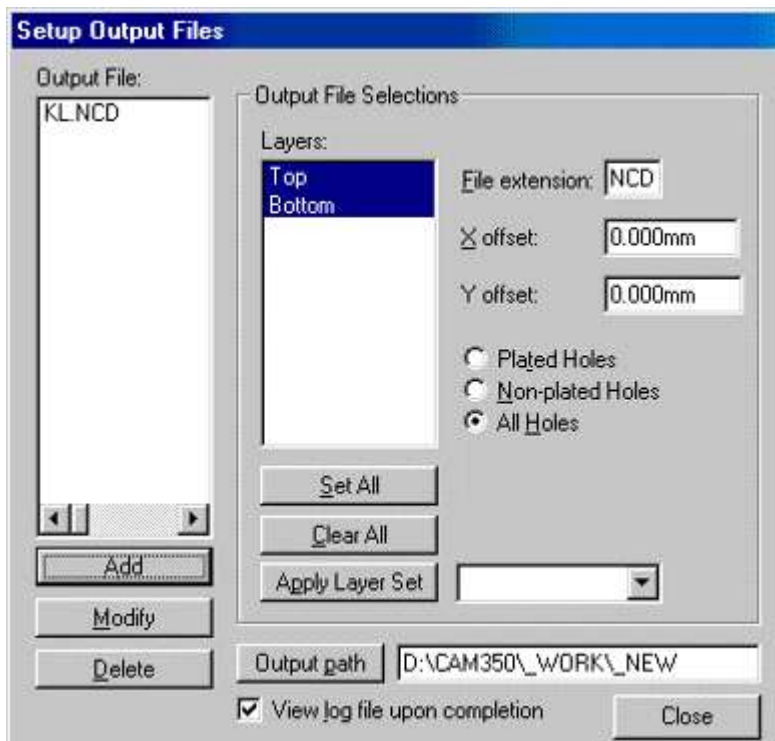 Setup Output Files
Output File:
KL.NCD
Add
Modify
Delete
Output File Selections
Layers:
Top
Bottom
File extension: NCD
X offset: 0.000mm
Y offset: 0.000mm
Plated Holes
Non-plated Holes
All Holes
Set All
Clear All
Apply Layer Set
Output path D:\CAM350\_WORK\_NEW
View log file upon completion
Close